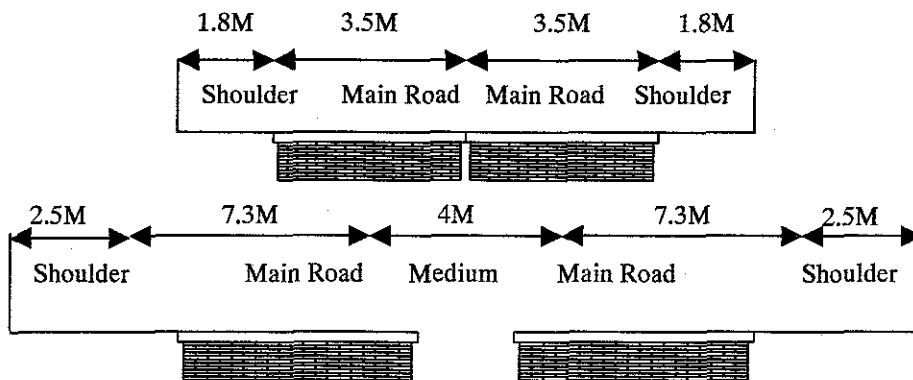 1.8M 3.5M 3.5M 1.8M
Shoulder Main Road Main Road Shoulder
2.5M 7.3M 4M 7.3M 2.5M
Shoulder Main Road Medium Main Road Shoulder